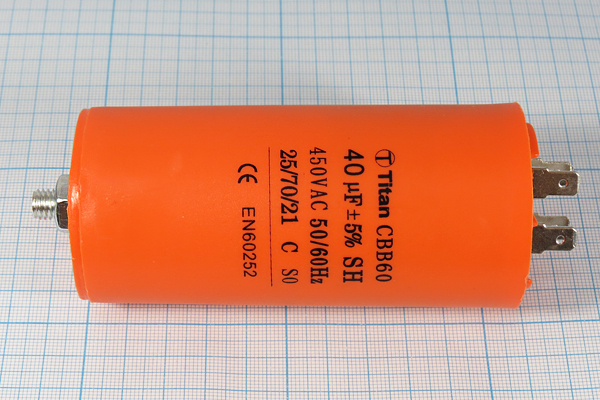 Titan CBB60
40 µF±5% SH
450VAC 50/60Hz
25/70/21 C S0
CE EN60252